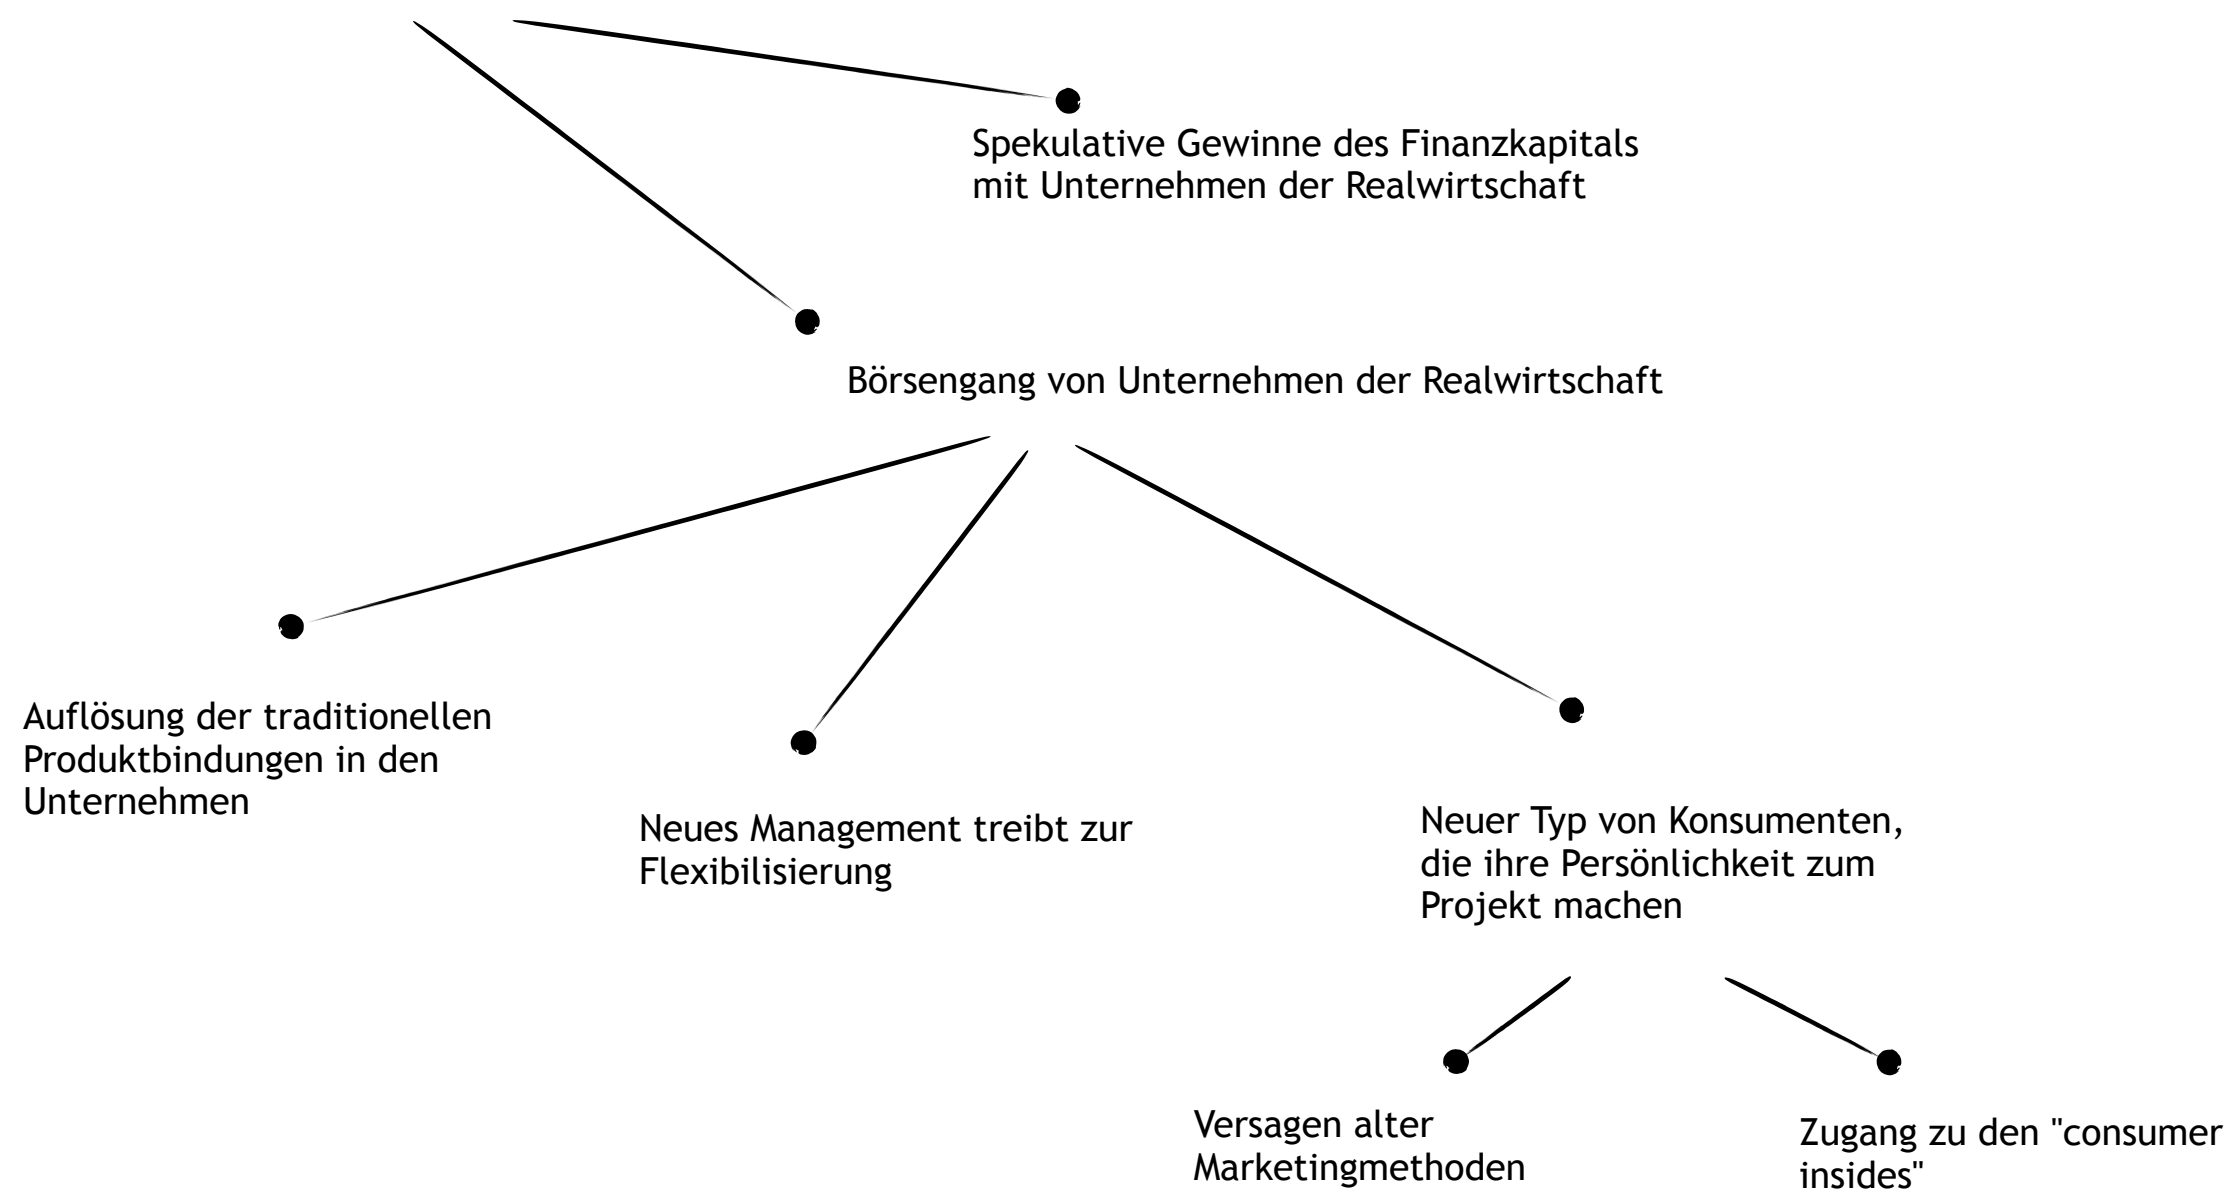 Spekulative Gewinne des Finanzkapitals
mit Unternehmen der Realwirtschaft
Börsengang von Unternehmen der Realwirtschaft
Auflösung der traditionellen
Produktbindungen in den
Unternehmen
Neues Management treibt zur
Flexibilisierung
Neuer Typ von Konsumenten,
die ihre Persönlichkeit zum
Projekt machen
Versagen alter
Marketingmethoden
Zugang zu den "consumer
insides"